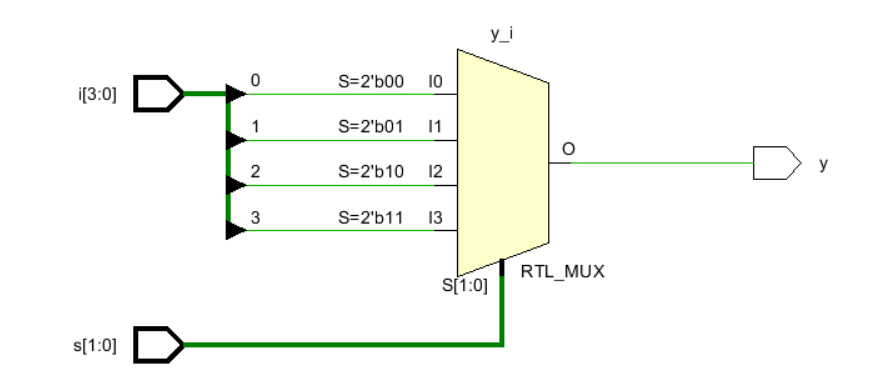 y_i
i[3:0]
0 S=2'b00 I0
1 S=2'b01 I1
2 S=2'b10 I2
3 S=2'b11 I3
O
y
S[1:0]
RTL_MUX
s[1:0]